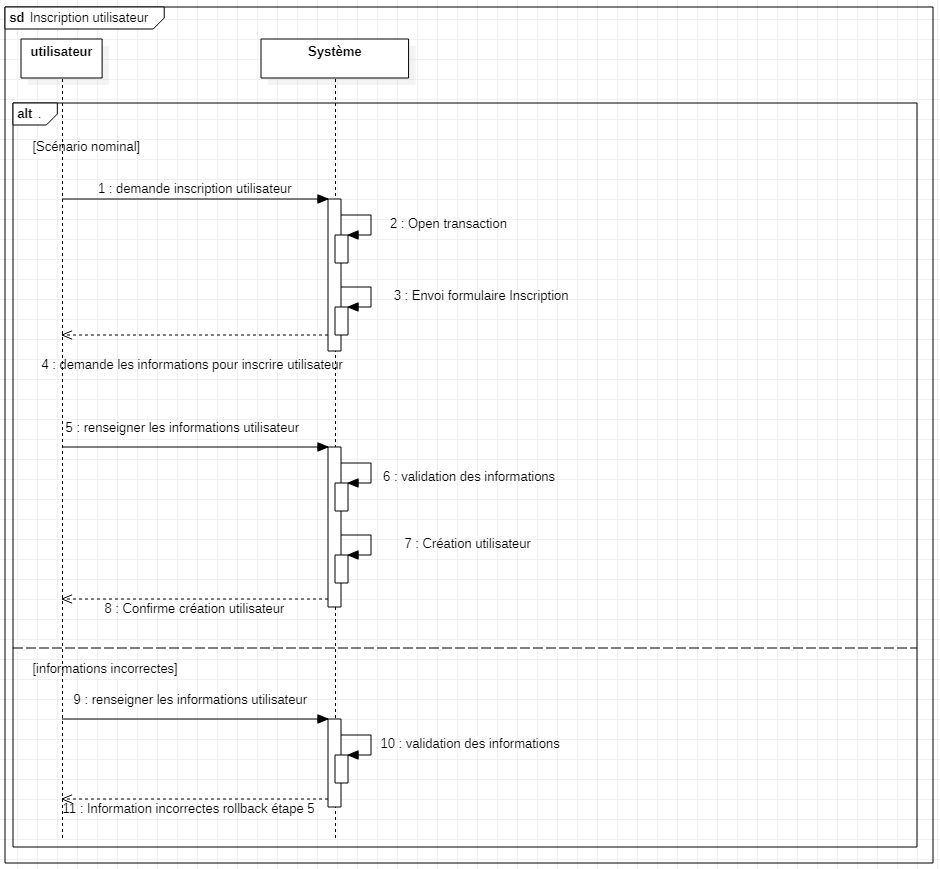 sd Inscription utilisateur
utilisateur
Système
alt .
[Scénario nominal]
1 : demande inscription utilisateur
2 : Open transaction
3 : Envoi formulaire Inscription
4 : demande les informations pour inscrire utilisateur
5 : renseigner les informations utilisateur
6 : validation des informations
7 : Création utilisateur
8 : Confirme création utilisateur
[informations incorrectes]
9 : renseigner les informations utilisateur
10 : validation des informations
11 : Information incorrectes rollback étape 5